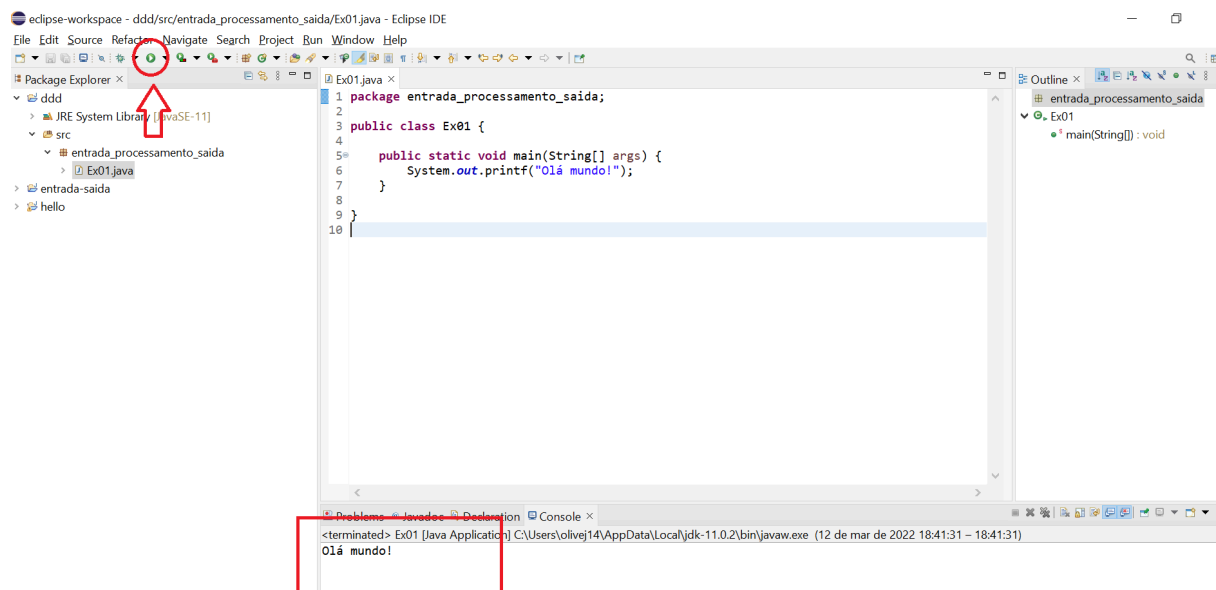 eclipse-workspace - ddd/src/entrada_processamento_saida/Ex01.java - Eclipse IDE
File Edit Source Refactor Navigate Search Project Run Window Help
Package Explorer
ddd
JRE System Library [JavaSE-11]
src
entrada_processamento_saida
Ex01.java
entrada-saida
hello
Ex01.java
1 package entrada_processamento_saida;
2
3 public class Ex01 {
4
5 public static void main(String[] args) {
6 System.out.printf("Olá mundo!");
7 }
8
9 }
10
Outline
entrada_processamento_saida
Ex01
main(String[]) : void
Problems @ Javadoc Declaration Console
<terminated> Ex01 [Java Application] C:\Users\olivej14\AppData\Local\jdk-11.0.2\bin\javaw.exe (12 de mar de 2022 18:41:31 – 18:41:31)
Olá mundo!